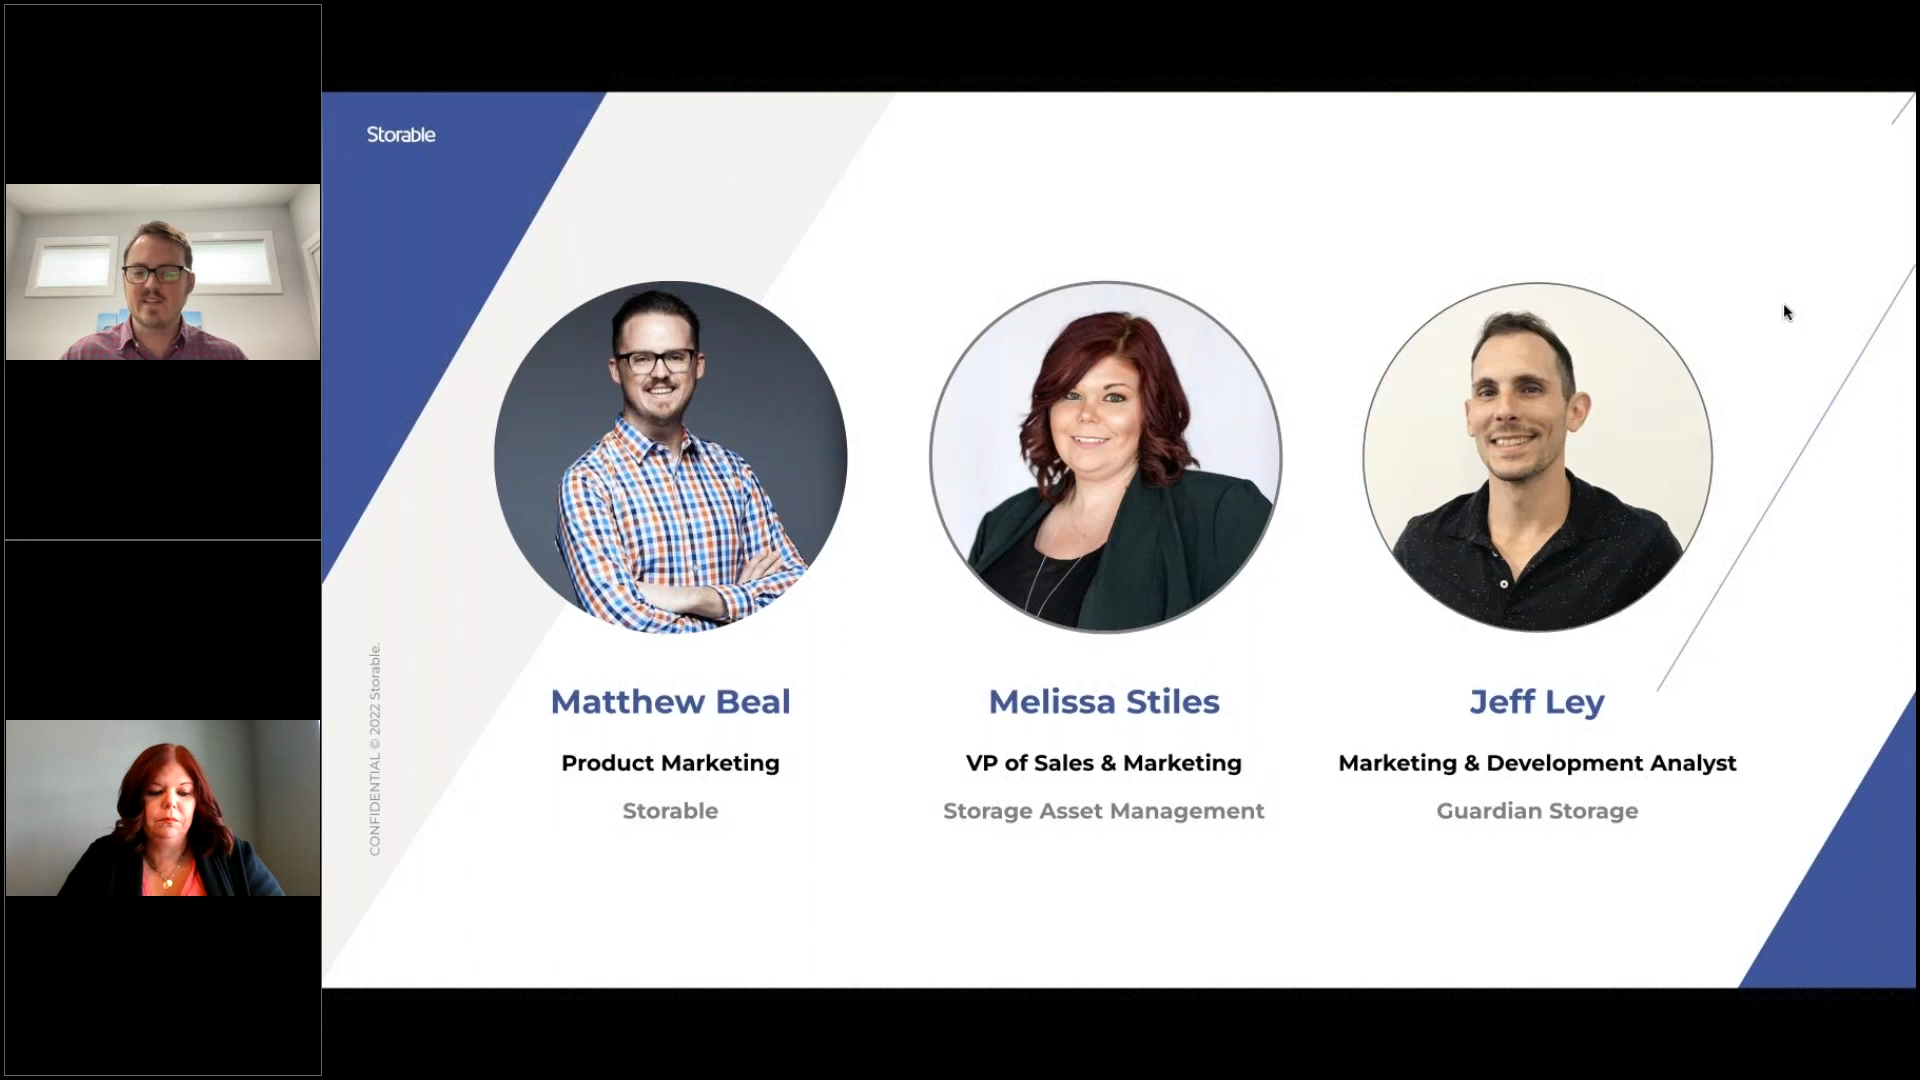 Storable
Matthew Beal
Product Marketing
Storable
Melissa Stiles
VP of Sales & Marketing
Storage Asset Management
Jeff Ley
Marketing & Development Analyst
Guardian Storage
CONFIDENTIAL © 2022 Storable.